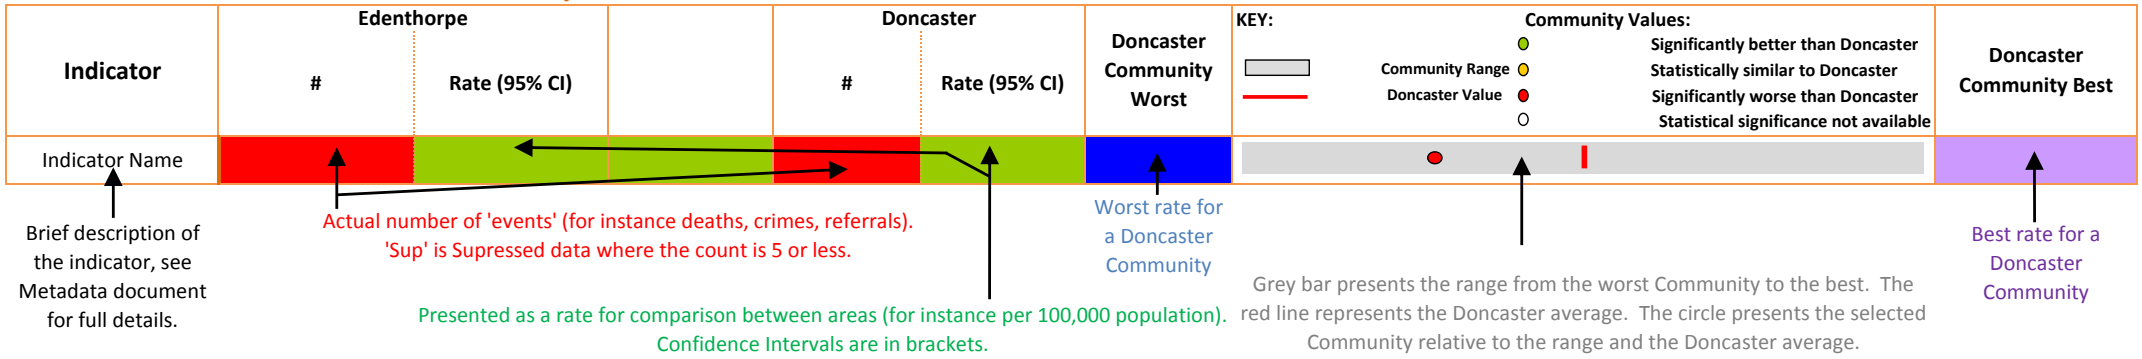 Edenthorpe
Doncaster
KEY:
Community Values:
Indicator
#
Rate (95% CI)
#
Rate (95% CI)
Doncaster
Community
Worst
Community Range
Doncaster Value
Significantly better than Doncaster
Statistically similar to Doncaster
Significantly worse than Doncaster
Statistical significance not available
Doncaster
Community Best
Indicator Name
Brief description of
the indicator, see
Metadata document
for full details.
Actual number of 'events' (for instance deaths, crimes, referrals).
'Sup' is Supressed data where the count is 5 or less.
Presented as a rate for comparison between areas (for instance per 100,000 population).
Confidence Intervals are in brackets.
Worst rate for
a Doncaster
Community
Grey bar presents the range from the worst Community to the best. The
red line represents the Doncaster average. The circle presents the selected
Community relative to the range and the Doncaster average.
Best rate for a
Doncaster
Community